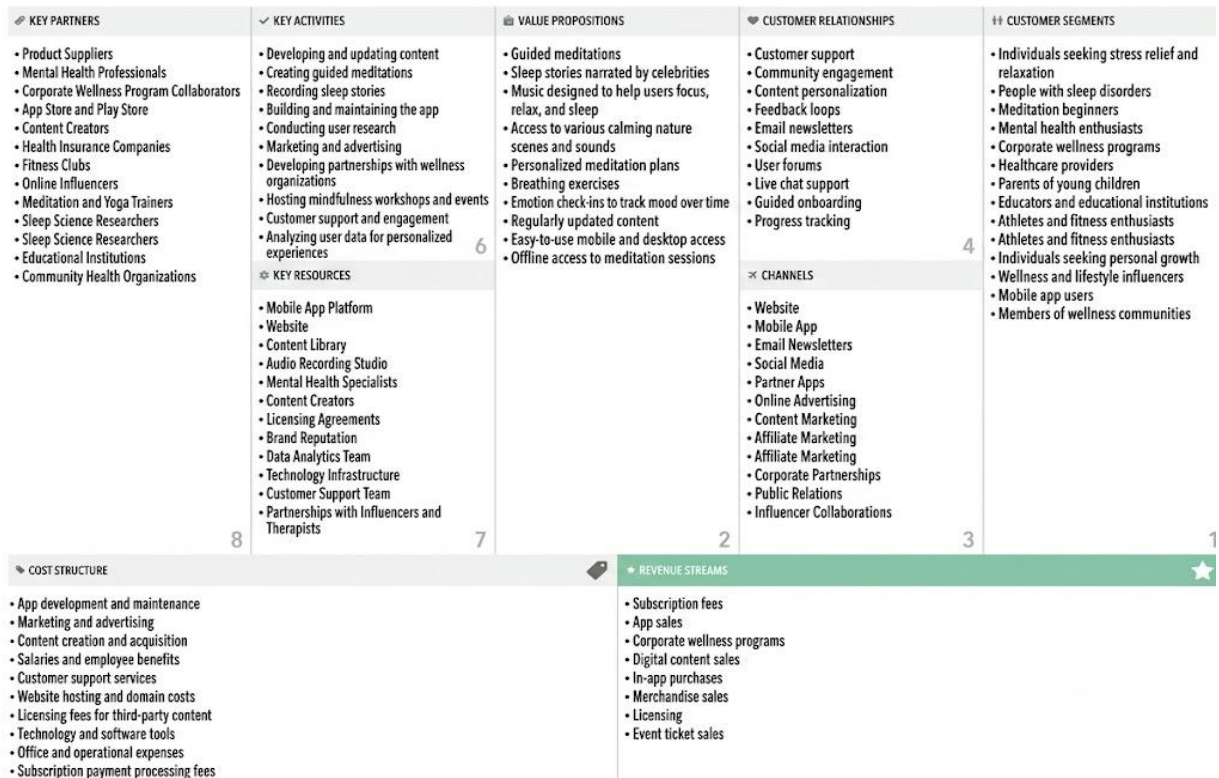 KEY PARTNERS
• Product Suppliers
• Mental Health Professionals
• Corporate Wellness Program Collaborators
• App Store and Play Store
• Content Creators
• Health Insurance Companies
• Fitness Clubs
• Online Influencers
• Meditation and Yoga Trainers
• Sleep Science Researchers
• Sleep Science Researchers
• Educational Institutions
• Community Health Organizations
8
KEY ACTIVITIES
• Developing and updating content
• Creating guided meditations
• Recording sleep stories
• Building and maintaining the app
• Conducting user research
• Marketing and advertising
• Developing partnerships with wellness
organizations
• Hosting mindfulness workshops and events
• Customer support and engagement
• Analyzing user data for personalized
experiences
6
KEY RESOURCES
• Mobile App Platform
• Website
• Content Library
• Audio Recording Studio
• Mental Health Specialists
• Content Creators
• Licensing Agreements
• Brand Reputation
• Data Analytics Team
• Technology Infrastructure
• Customer Support Team
• Partnerships with Influencers and
Therapists
7
VALUE PROPOSITIONS
• Guided meditations
• Sleep stories narrated by celebrities
• Music designed to help users focus,
relax, and sleep
• Access to various calming nature
scenes and sounds
• Personalized meditation plans
• Breathing exercises
• Emotion check-ins to track mood over time
• Regularly updated content
• Easy-to-use mobile and desktop access
• Offline access to meditation sessions
2
CUSTOMER RELATIONSHIPS
• Customer support
• Community engagement
• Content personalization
• Feedback loops
• Email newsletters
• Social media interaction
• User forums
• Live chat support
• Guided onboarding
• Progress tracking
4
CHANNELS
• Website
• Mobile App
• Email Newsletters
• Social Media
• Partner Apps
• Online Advertising
• Content Marketing
• Affiliate Marketing
• Affiliate Marketing
• Corporate Partnerships
• Public Relations
• Influencer Collaborations
3
CUSTOMER SEGMENTS
• Individuals seeking stress relief and
relaxation
• People with sleep disorders
• Meditation beginners
• Mental health enthusiasts
• Corporate wellness programs
• Healthcare providers
• Parents of young children
• Educators and educational institutions
• Athletes and fitness enthusiasts
• Athletes and fitness enthusiasts
• Individuals seeking personal growth
• Wellness and lifestyle influencers
• Mobile app users
• Members of wellness communities
1
COST STRUCTURE
• App development and maintenance
• Marketing and advertising
• Content creation and acquisition
• Salaries and employee benefits
• Customer support services
• Website hosting and domain costs
• Licensing fees for third-party content
• Technology and software tools
• Office and operational expenses
• Subscription payment processing fees
REVENUE STREAMS
• Subscription fees
• App sales
• Corporate wellness programs
• Digital content sales
• In-app purchases
• Merchandise sales
• Licensing
• Event ticket sales